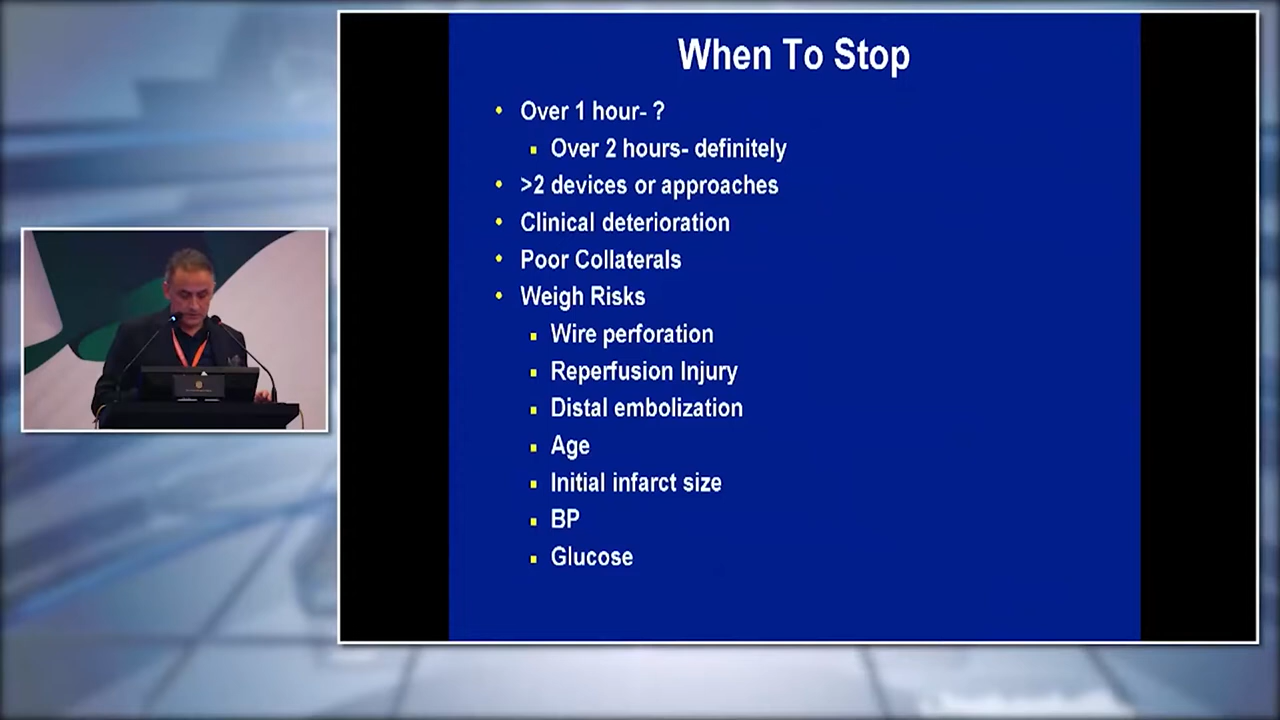 When To Stop
• Over 1 hour- ?
▪ Over 2 hours- definitely
• >2 devices or approaches
• Clinical deterioration
• Poor Collaterals
• Weigh Risks
▪ Wire perforation
▪ Reperfusion Injury
▪ Distal embolization
▪ Age
▪ Initial infarct size
▪ BP
▪ Glucose